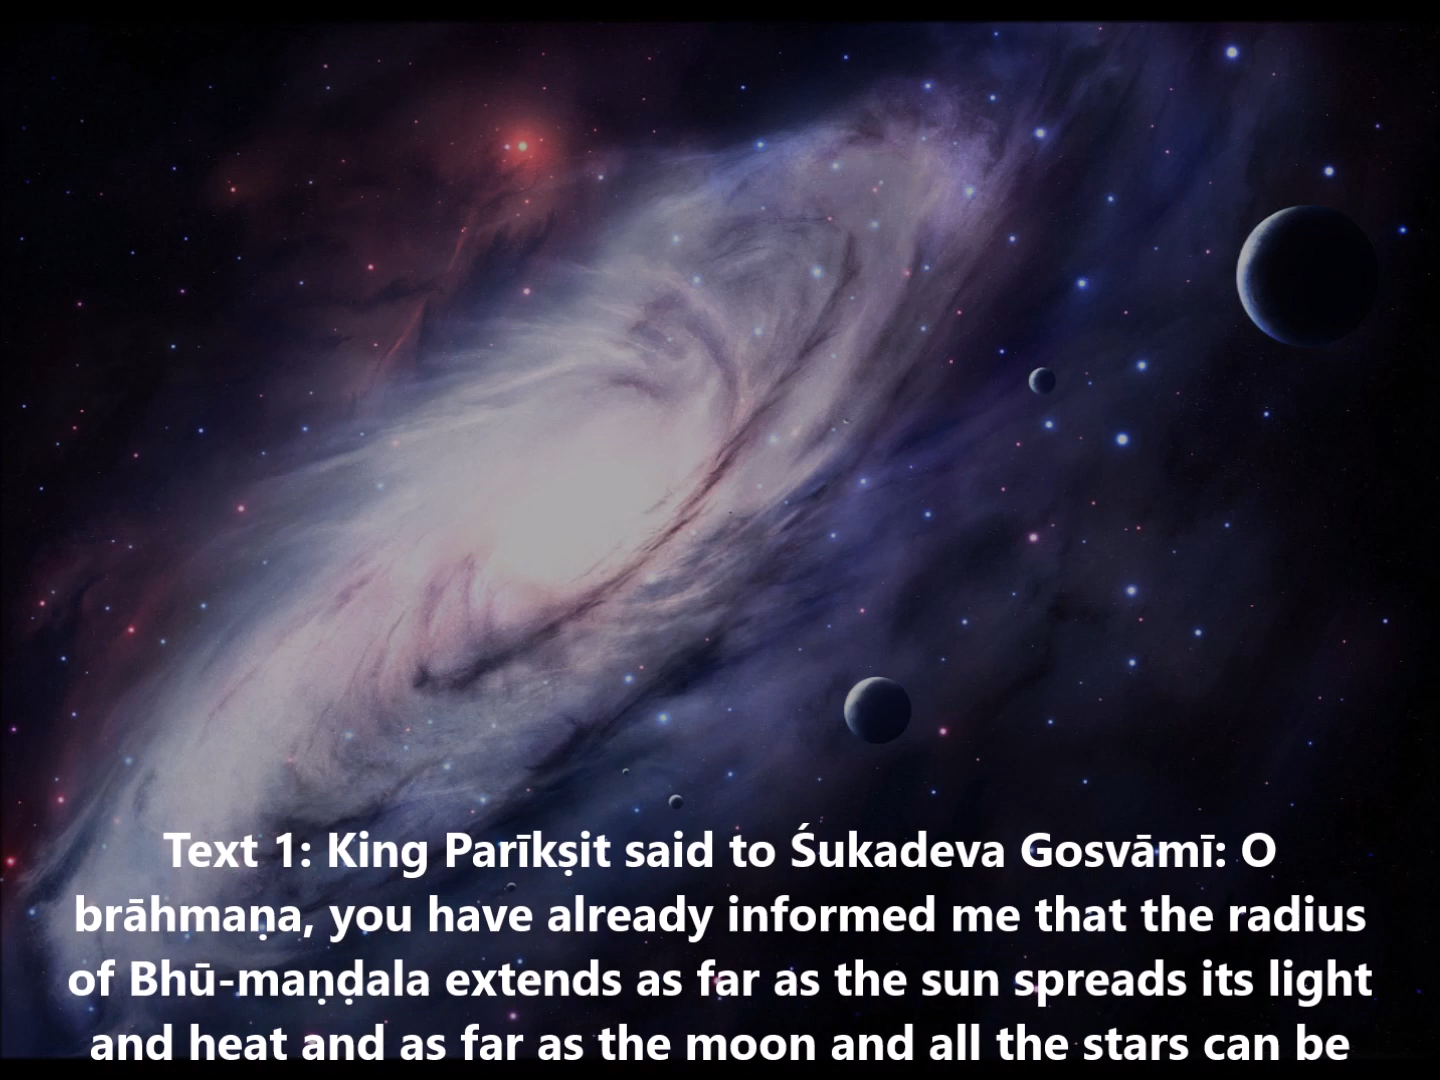 Text 1: King Parīkṣit said to Śukadeva Gosvāmī: O
brāhmaṇa, you have already informed me that the radius
of Bhū-maṇḍala extends as far as the sun spreads its light
and heat and as far as the moon and all the stars can be